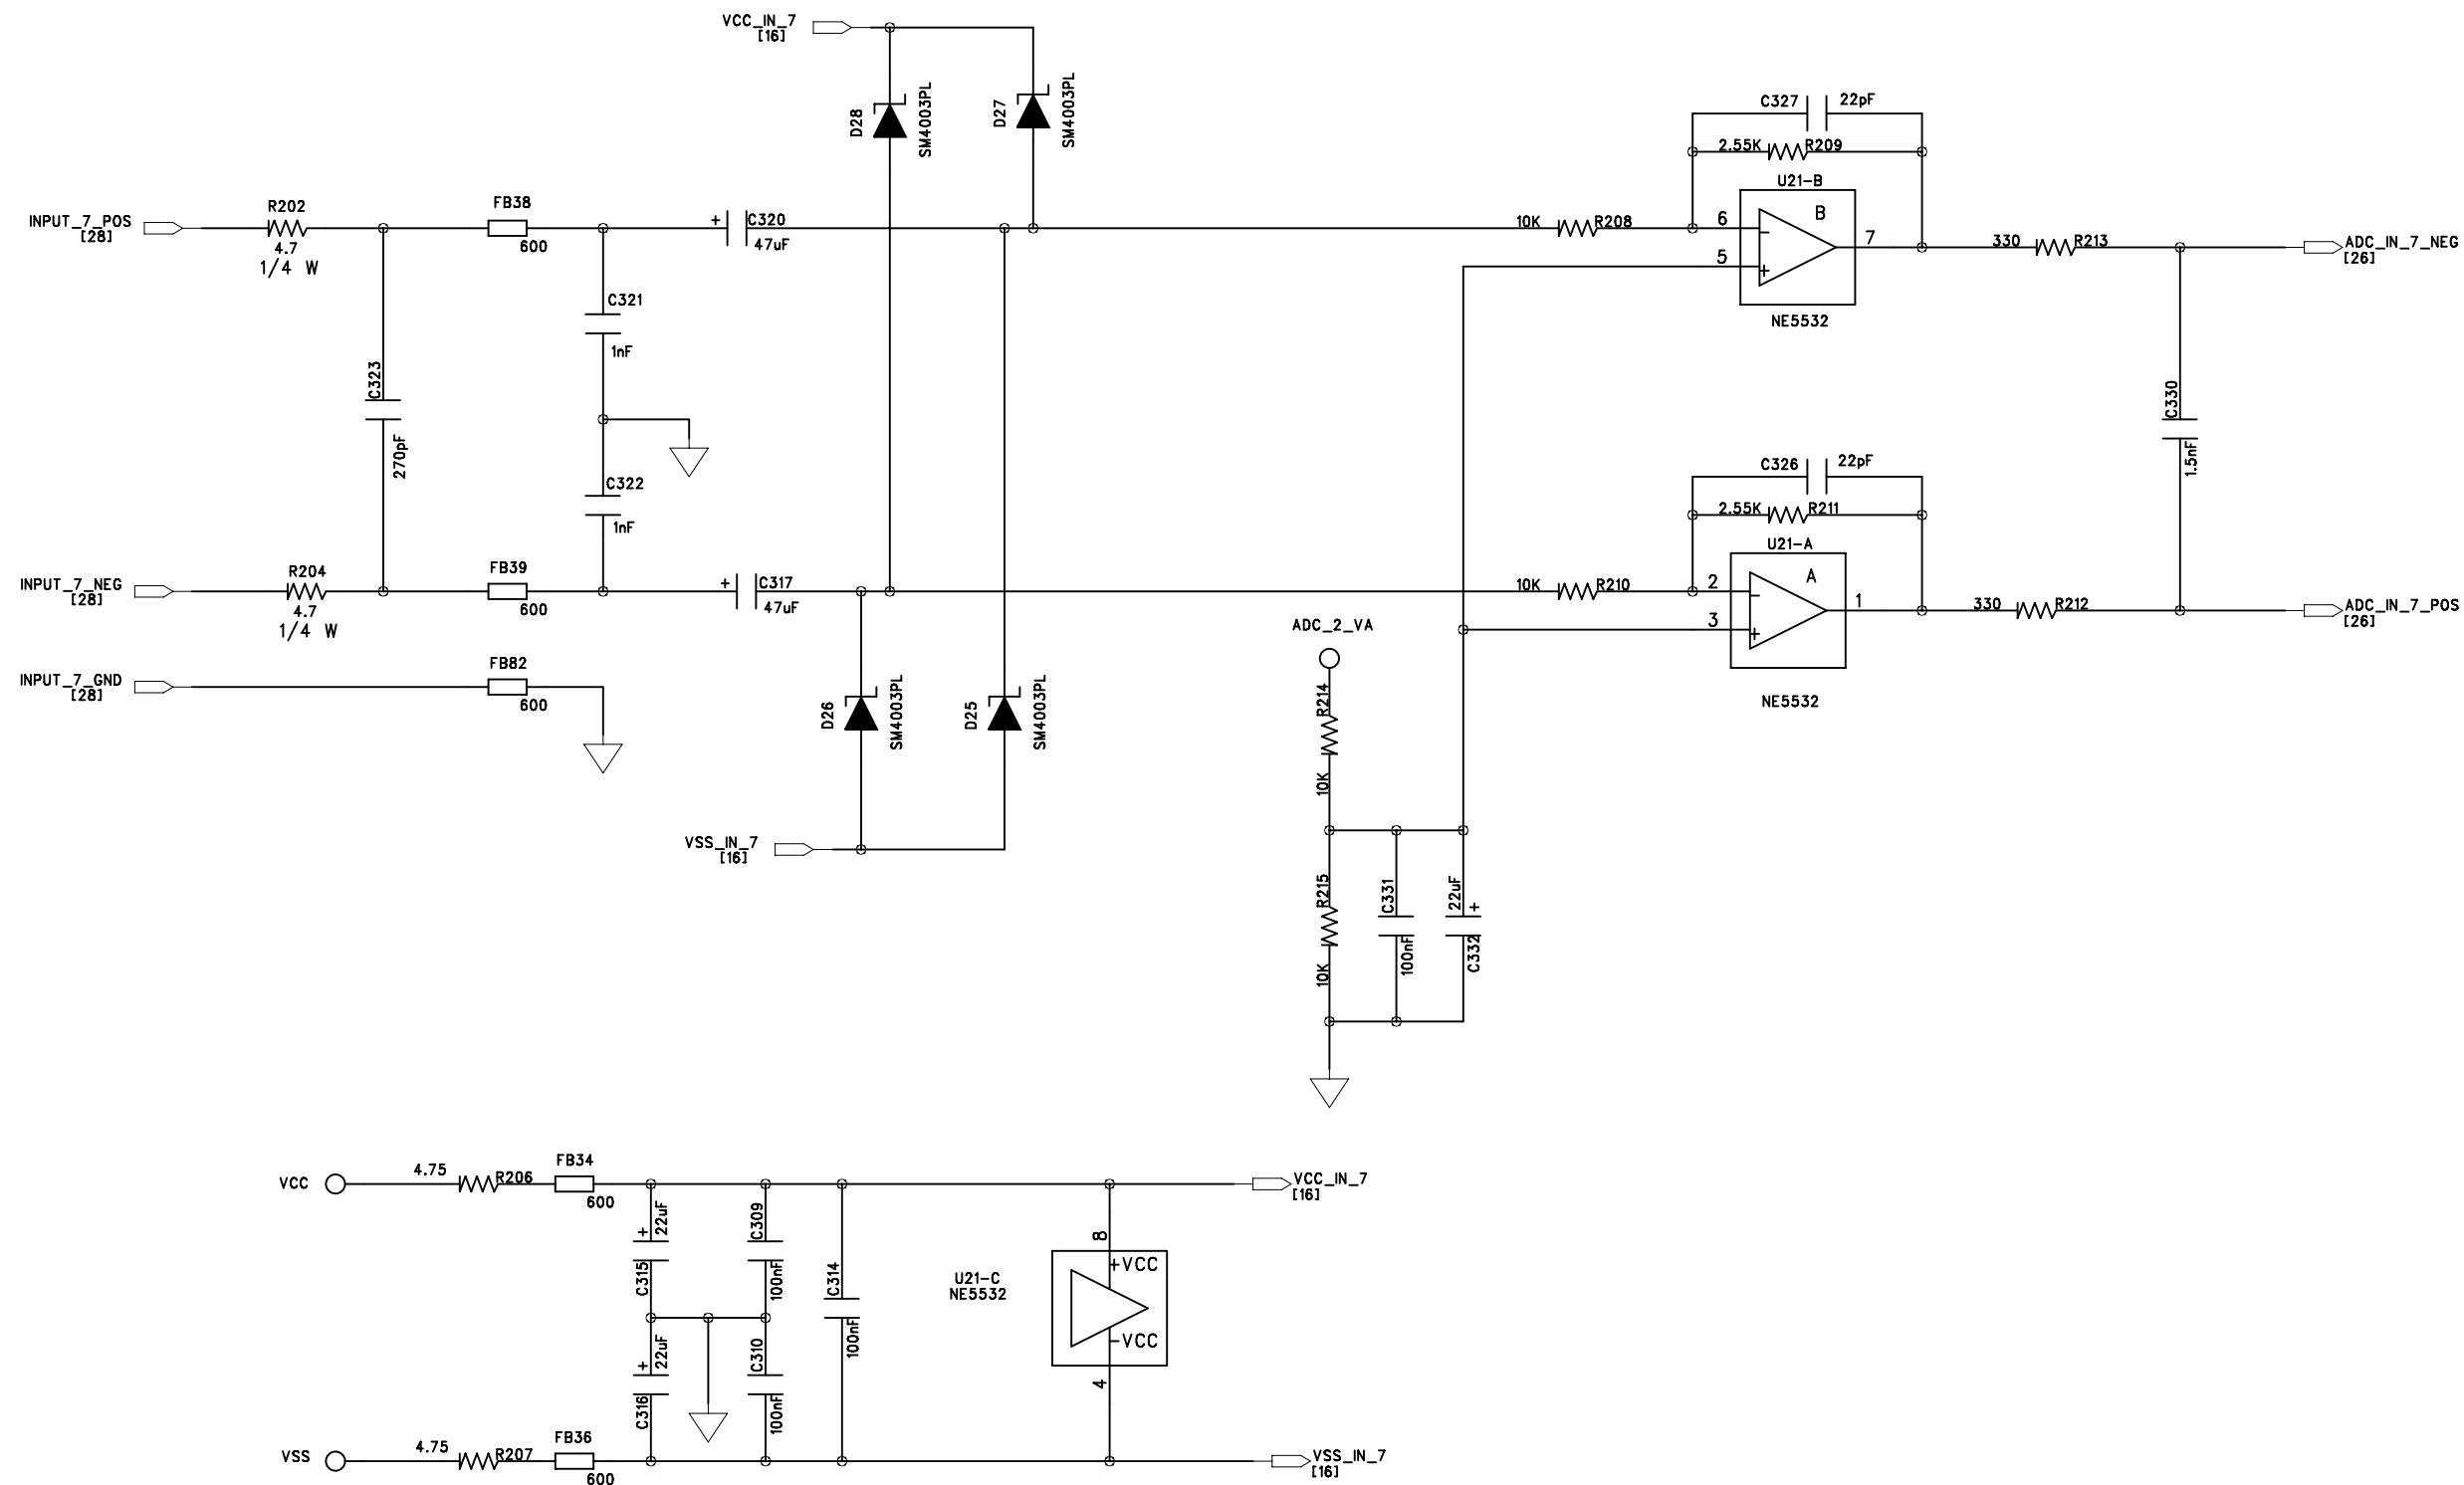 VCC_IN_7
[16]
D28
SM4003PL
D27
SM4003PL
C327
22pF
2.55K
R209
U21-B
B
6
5
7
NE5532
INPUT_7_POS
[28]
R202
4.7
1/4 W
FB38
600
+
C320
47uF
10K
R208
330
R213
ADC_IN_7_NEG
[26]
C321
1nF
C323
270pF
C322
1nF
C330
1.5nF
C326
22pF
2.55K
R211
U21-A
A
2
3
1
NE5532
INPUT_7_NEG
[28]
R204
4.7
1/4 W
FB39
600
+
C317
47uF
10K
R210
330
R212
ADC_IN_7_POS
[26]
INPUT_7_GND
[28]
FB82
600
D26
SM4003PL
D25
SM4003PL
VSS_IN_7
[16]
ADC_2_VA
R214
10K
R215
10K
C331
100nF
22uF
+
C332
VCC
4.75
R206
FB34
600
VCC_IN_7
[16]
+
22uF
C315
C309
100nF
C314
100nF
U21-C
NE5532
8
+VCC
-VCC
4
+
22uF
C316
C310
100nF
VSS
4.75
R207
FB36
600
VSS_IN_7
[16]